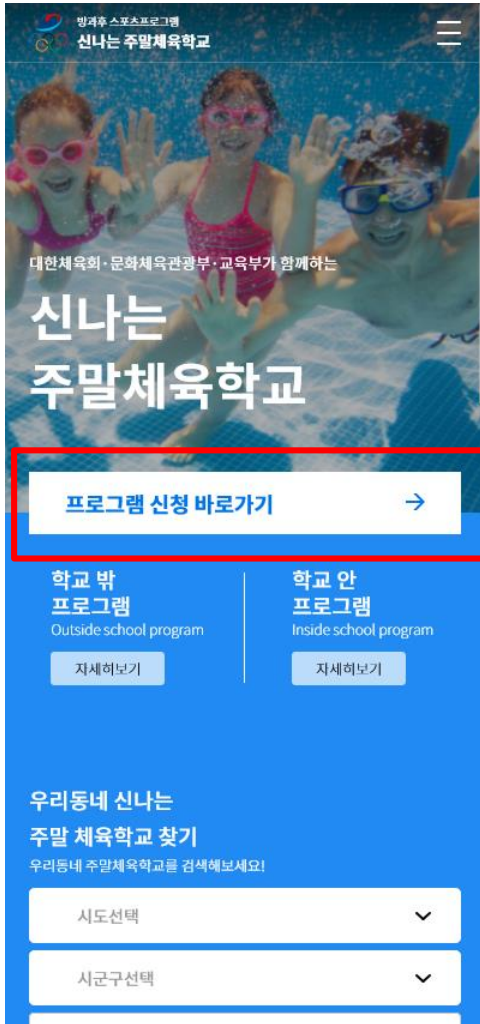 방과후 스포츠프로그램
신나는 주말체육학교
대한체육회·문화체육관광부·교육부가 함께하는
신나는
주말체육학교
프로그램 신청 바로가기 →
학교 밖
프로그램
Outside school program
자세히보기
학교 안
프로그램
Inside school program
자세히보기
우리동네 신나는
주말 체육학교 찾기
우리동네 주말체육학교를 검색해보세요!
시도선택
시군구선택